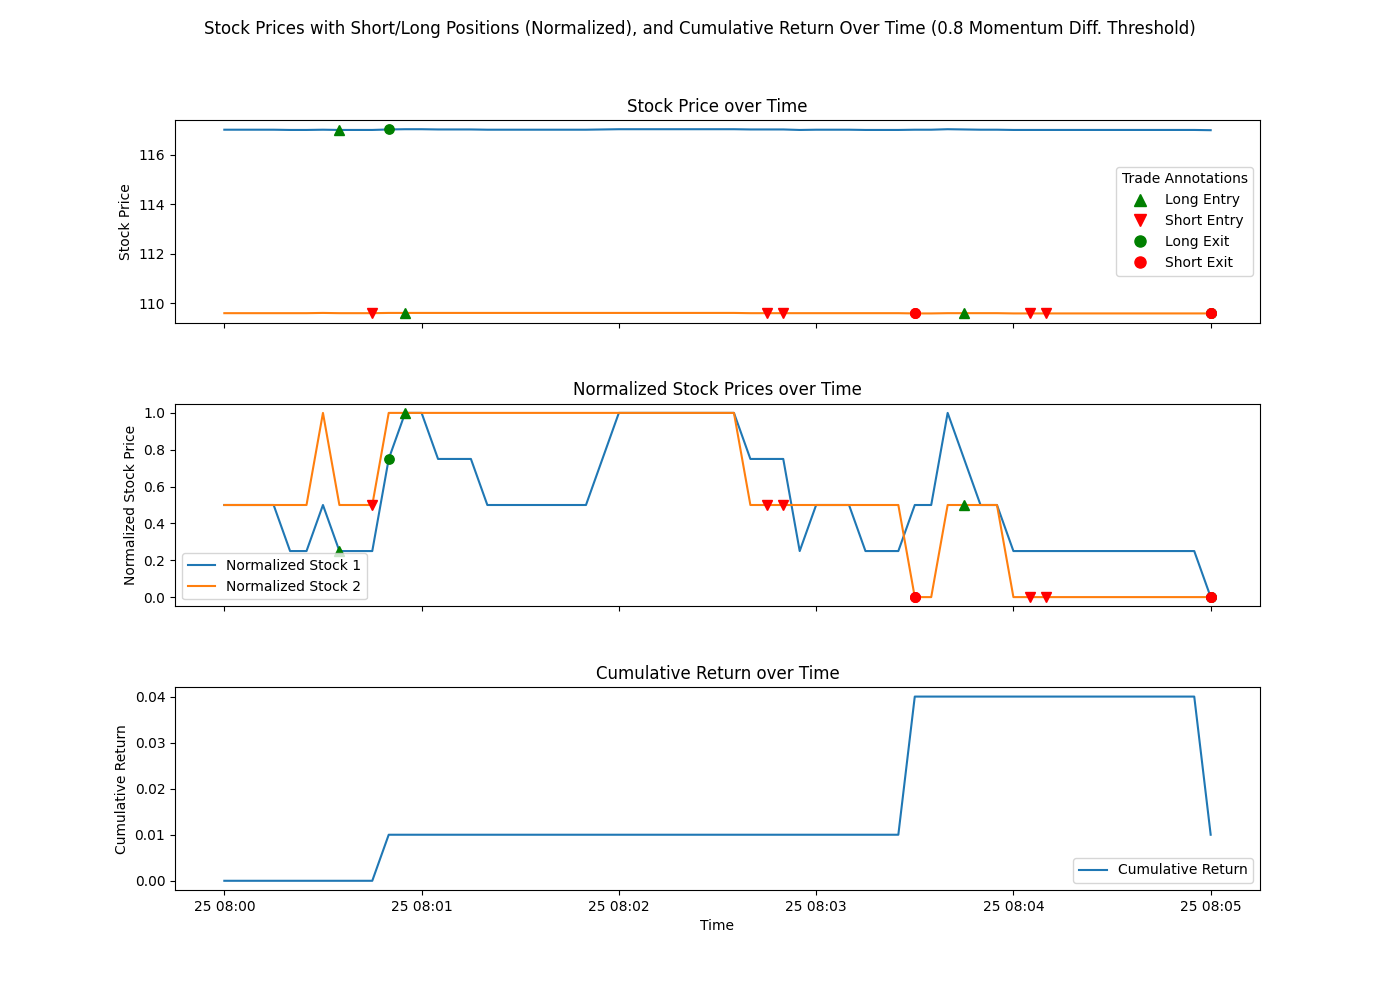 Stock Prices with Short/Long Positions (Normalized), and Cumulative Return Over Time (0.8 Momentum Diff. Threshold)
Stock Price over Time
Stock Price
116
114
112
110
Trade Annotations
Long Entry
Short Entry
Long Exit
Short Exit
Normalized Stock Prices over Time
Normalized Stock Price
1.0
0.8
0.6
0.4
0.2
0.0
Normalized Stock 1
Normalized Stock 2
Cumulative Return over Time
Cumulative Return
0.04
0.03
0.02
0.01
0.00
Cumulative Return
25 08:00 25 08:01 25 08:02 25 08:03 25 08:04 25 08:05
Time